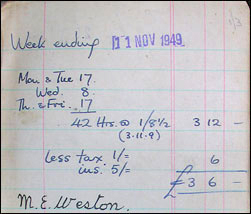 Week ending 11 NOV 1949
Mon & Tue 17.
Wed. 8.
Th. & Fri. 17
42 Hrs. @ 1/8½ 3 12 –
(3.11.9)
Less tax. 1/= 
ins. 5/= 6
£3 6 –
M.E. Weston.